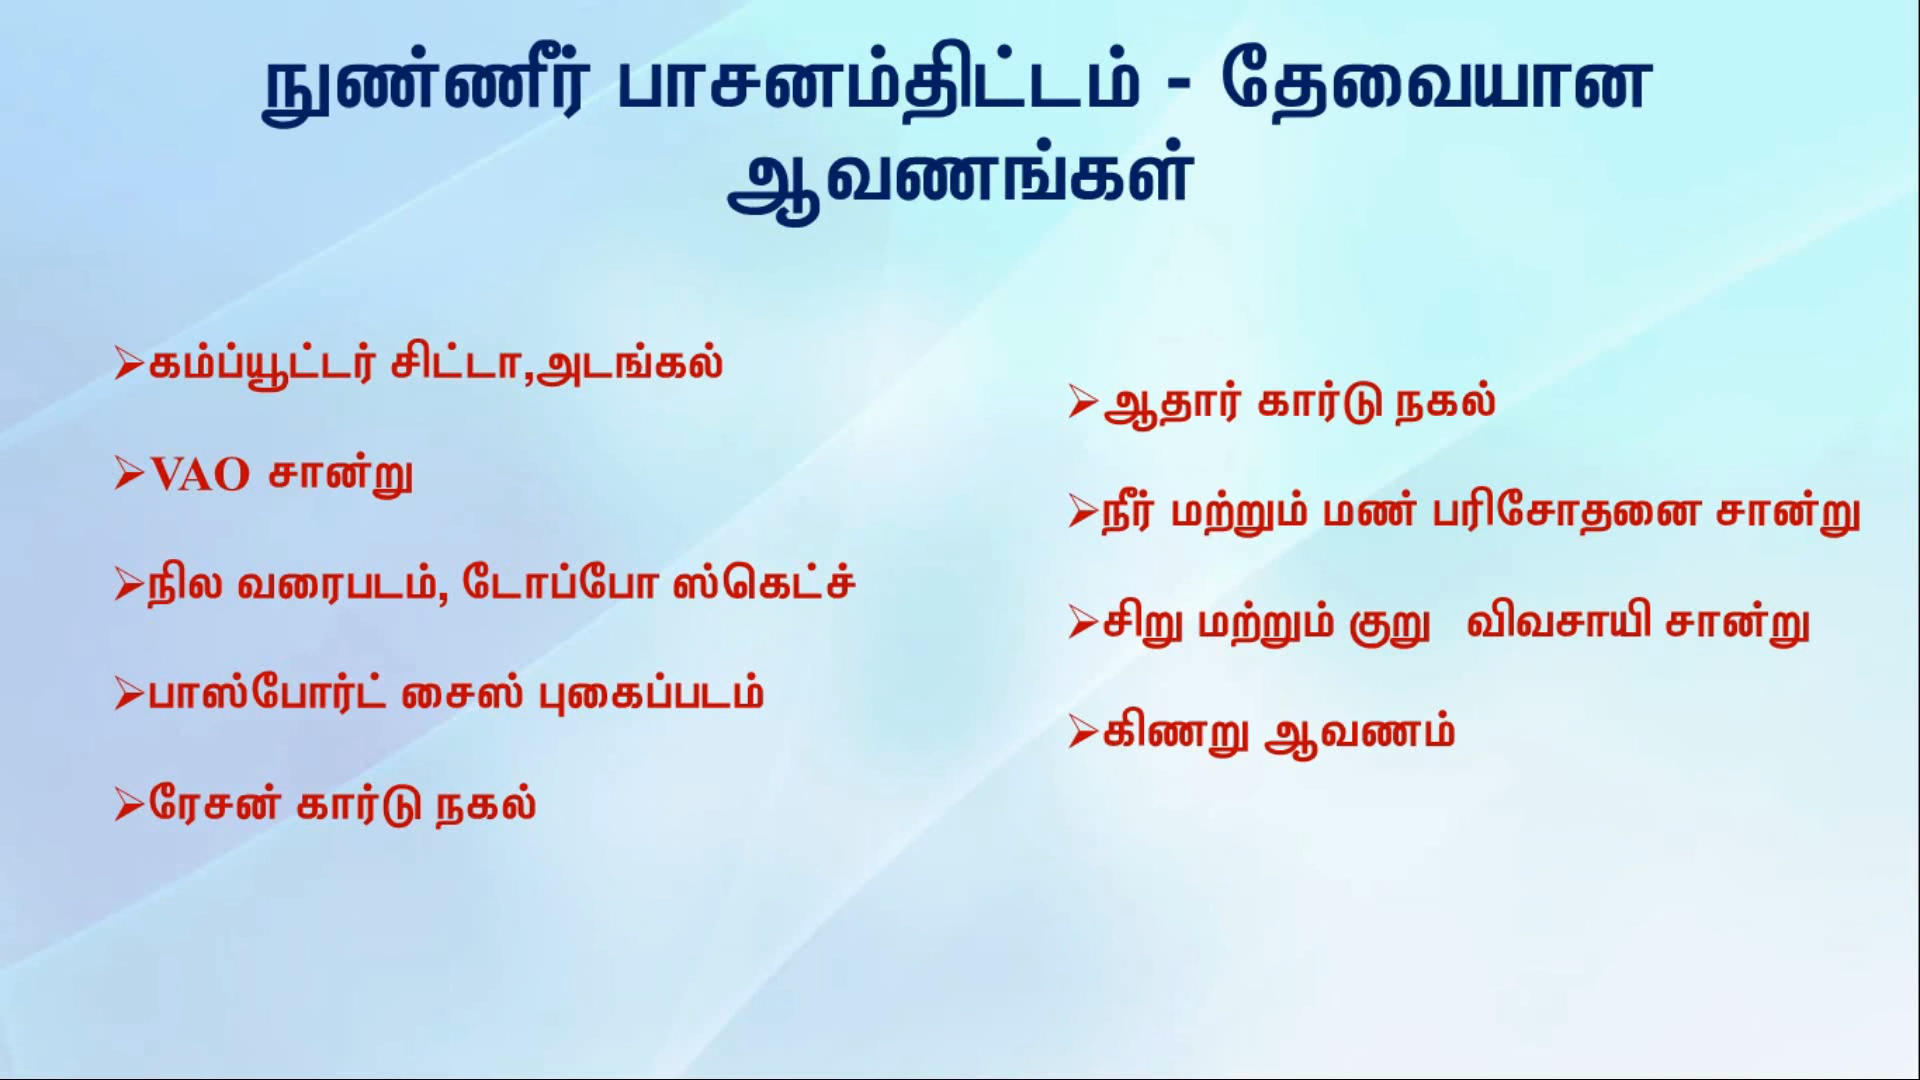 நுண்ணீர் பாசனம்திட்டம் - தேவையான
ஆவணங்கள்
➢கம்ப்யூட்டர் சிட்டா,அடங்கல்
➢VAO சான்று
➢நில வரைபடம், டோப்போ ஸ்கெட்ச்
➢பாஸ்போர்ட் சைஸ் புகைப்படம்
➢ரேசன் கார்டு நகல்
➢ஆதார் கார்டு நகல்
➢நீர் மற்றும் மண் பரிசோதனை சான்று
➢சிறு மற்றும் குறு விவசாயி சான்று
➢கிணறு ஆவணம்